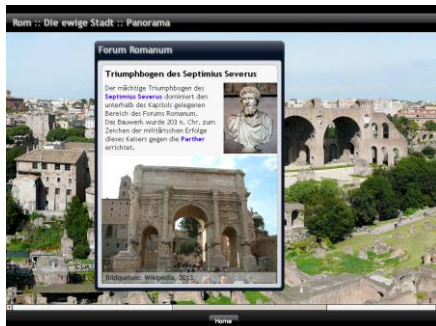 Rom :: Die ewige Stadt :: Panorama
Forum Romanum
Triumphbogen des Septimius Severus
Der mächtige Triumphbogen des
Septimius Severus dominiert den
unterhalb des Kapitols gelegenen
Bereich des Forums Romanum.
Das Bauwerk wurde 203 n. Chr. zum
Zeichen der militärischen Erfolge
dieses Kaisers gegen die Parther
errichtet.
Bildquellen: Wikipedia, 2013
Home